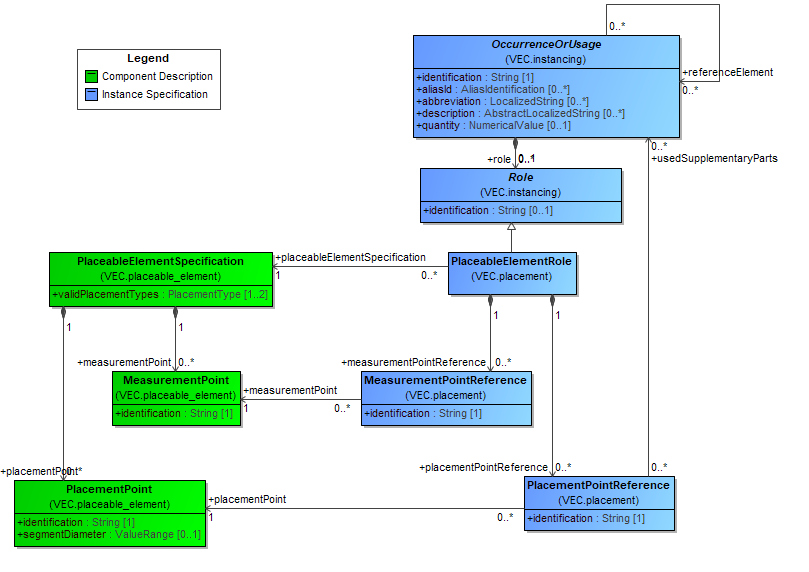 0..*
OccurrenceOrUsage
(VEC.instancing)
+identification : String [1]
+aliasId : AliasIdentification [0..*]
+abbreviation : LocalizedString [0..*]
+description : AbstractLocalizedString [0..*]
+quantity : NumericalValue [0..1]
+referenceElement
0..*
Legend
Component Description
Instance Specification
0..*
+usedSupplementaryParts
+role 0..1
Role
(VEC.instancing)
+identification : String [0..1]
PlaceableElementSpecification
(VEC.placeable_element)
+validPlacementTypes : PlacementType [1..2]
+placeableElementSpecification
1
0..*
PlaceableElementRole
(VEC.placement)
1
1
1
1
+measurementPoint 0..*
+measurementPointReference 0..*
MeasurementPoint
(VEC.placeable_element)
+identification : String [1]
+measurementPoint
1
0..*
MeasurementPointReference
(VEC.placement)
+identification : String [1]
+placementPoint 0..*
+placementPointReference 0..*
0..*
PlacementPoint
(VEC.placeable_element)
+identification : String [1]
+segmentDiameter : ValueRange [0..1]
+placementPoint
1
0..*
PlacementPointReference
(VEC.placement)
+identification : String [1]